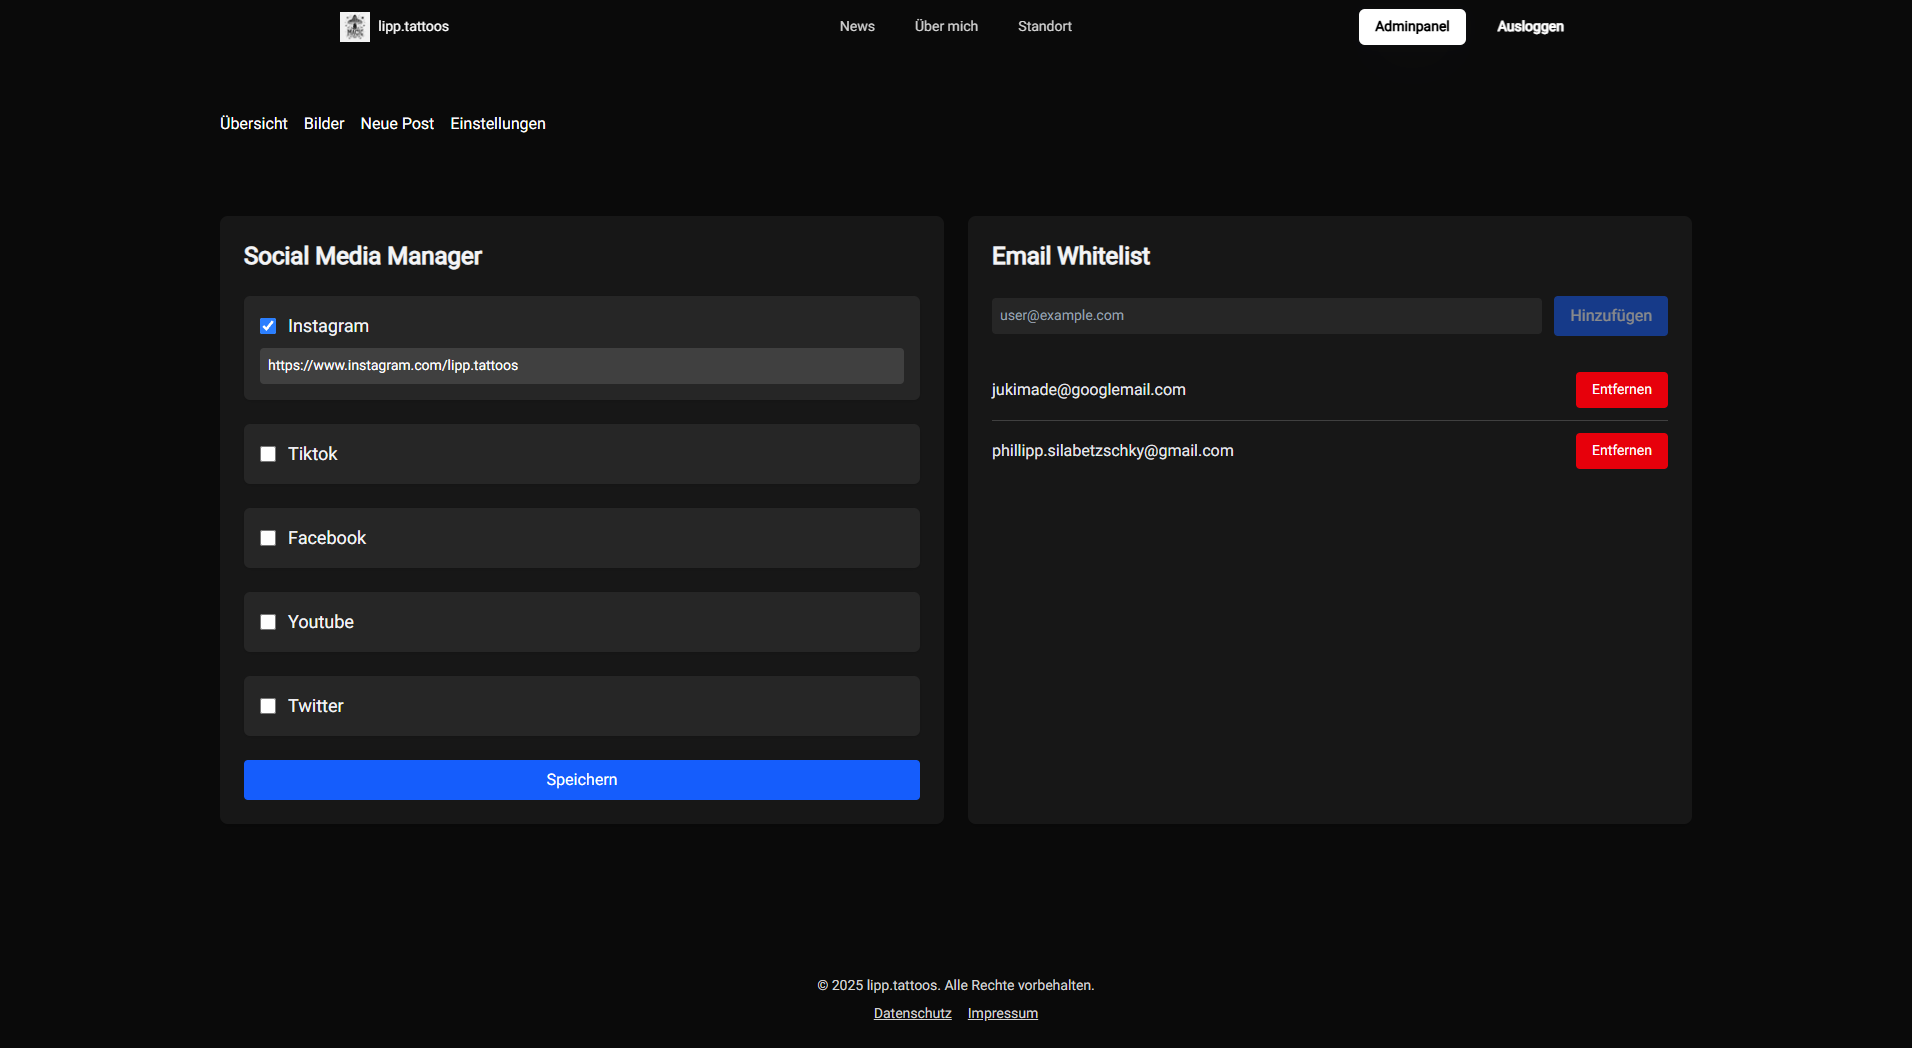 lipp.tattoos
News
Über mich
Standort
Adminpanel
Ausloggen
Übersicht
Bilder
Neue Post
Einstellungen
Social Media Manager
Instagram
https://www.instagram.com/lipp.tattoos
Tiktok
Facebook
Youtube
Twitter
Speichern
Email Whitelist
user@example.com
Hinzufügen
jukimade@googlemail.com
Entfernen
phillipp.silabetzschky@gmail.com
Entfernen
© 2025 lipp.tattoos. Alle Rechte vorbehalten.
Datenschutz
Impressum